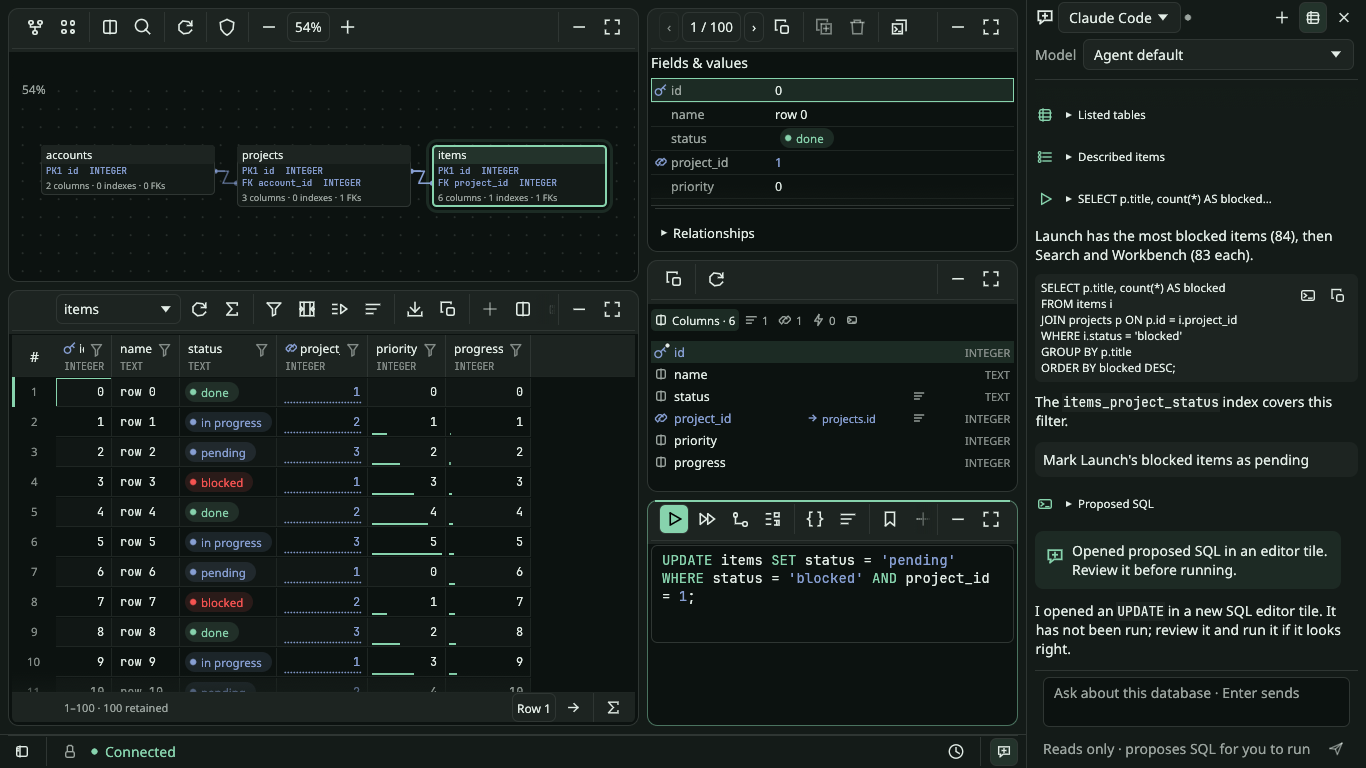 54%
54%
accounts
PK1 id INTEGER
2 columns · 0 indexes · 0 FKs
projects
PK1 id INTEGER
FK account_id INTEGER
3 columns · 0 indexes · 1 FKs
items
PK1 id INTEGER
FK project_id INTEGER
6 columns · 1 indexes · 1 FKs
items
# name status project priority progress
INTEGER TEXT TEXT INTEGER INTEGER INTEGER
1 0 row 0 done 1 0 0
2 1 row 1 in progress 2 1 1
3 2 row 2 pending 3 2 2
4 3 row 3 blocked 1 3 3
5 4 row 4 done 2 4 4
6 5 row 5 in progress 3 5 5
7 6 row 6 pending 1 0 6
8 7 row 7 blocked 2 1 7
9 8 row 8 done 3 2 8
10 9 row 9 in progress 1 3 9
11 10 row 10 pending 2 4 10
1–100 · 100 retained
Row 1
Connected
1 / 100
Fields & values
id 0
name row 0
status done
project_id 1
priority 0
Relationships
Columns · 6 1 1 0
id INTEGER
name TEXT
status TEXT
project_id projects.id INTEGER
priority INTEGER
progress INTEGER
UPDATE items SET status = 'pending'
WHERE status = 'blocked' AND project_id
= 1;
Claude Code
Model Agent default
Listed tables
Described items
SELECT p.title, count(*) AS blocked...
Launch has the most blocked items (84), then
Search and Workbench (83 each).
SELECT p.title, count(*) AS blocked
FROM items i
JOIN projects p ON p.id = i.project_id
WHERE i.status = 'blocked'
GROUP BY p.title
ORDER BY blocked DESC;
The items_project_status index covers this
filter.
Mark Launch's blocked items as pending
Proposed SQL
Opened proposed SQL in an editor tile.
Review it before running.
I opened an UPDATE in a new SQL editor tile. It
has not been run; review it and run it if it looks
right.
Ask about this database · Enter sends
Reads only · proposes SQL for you to run